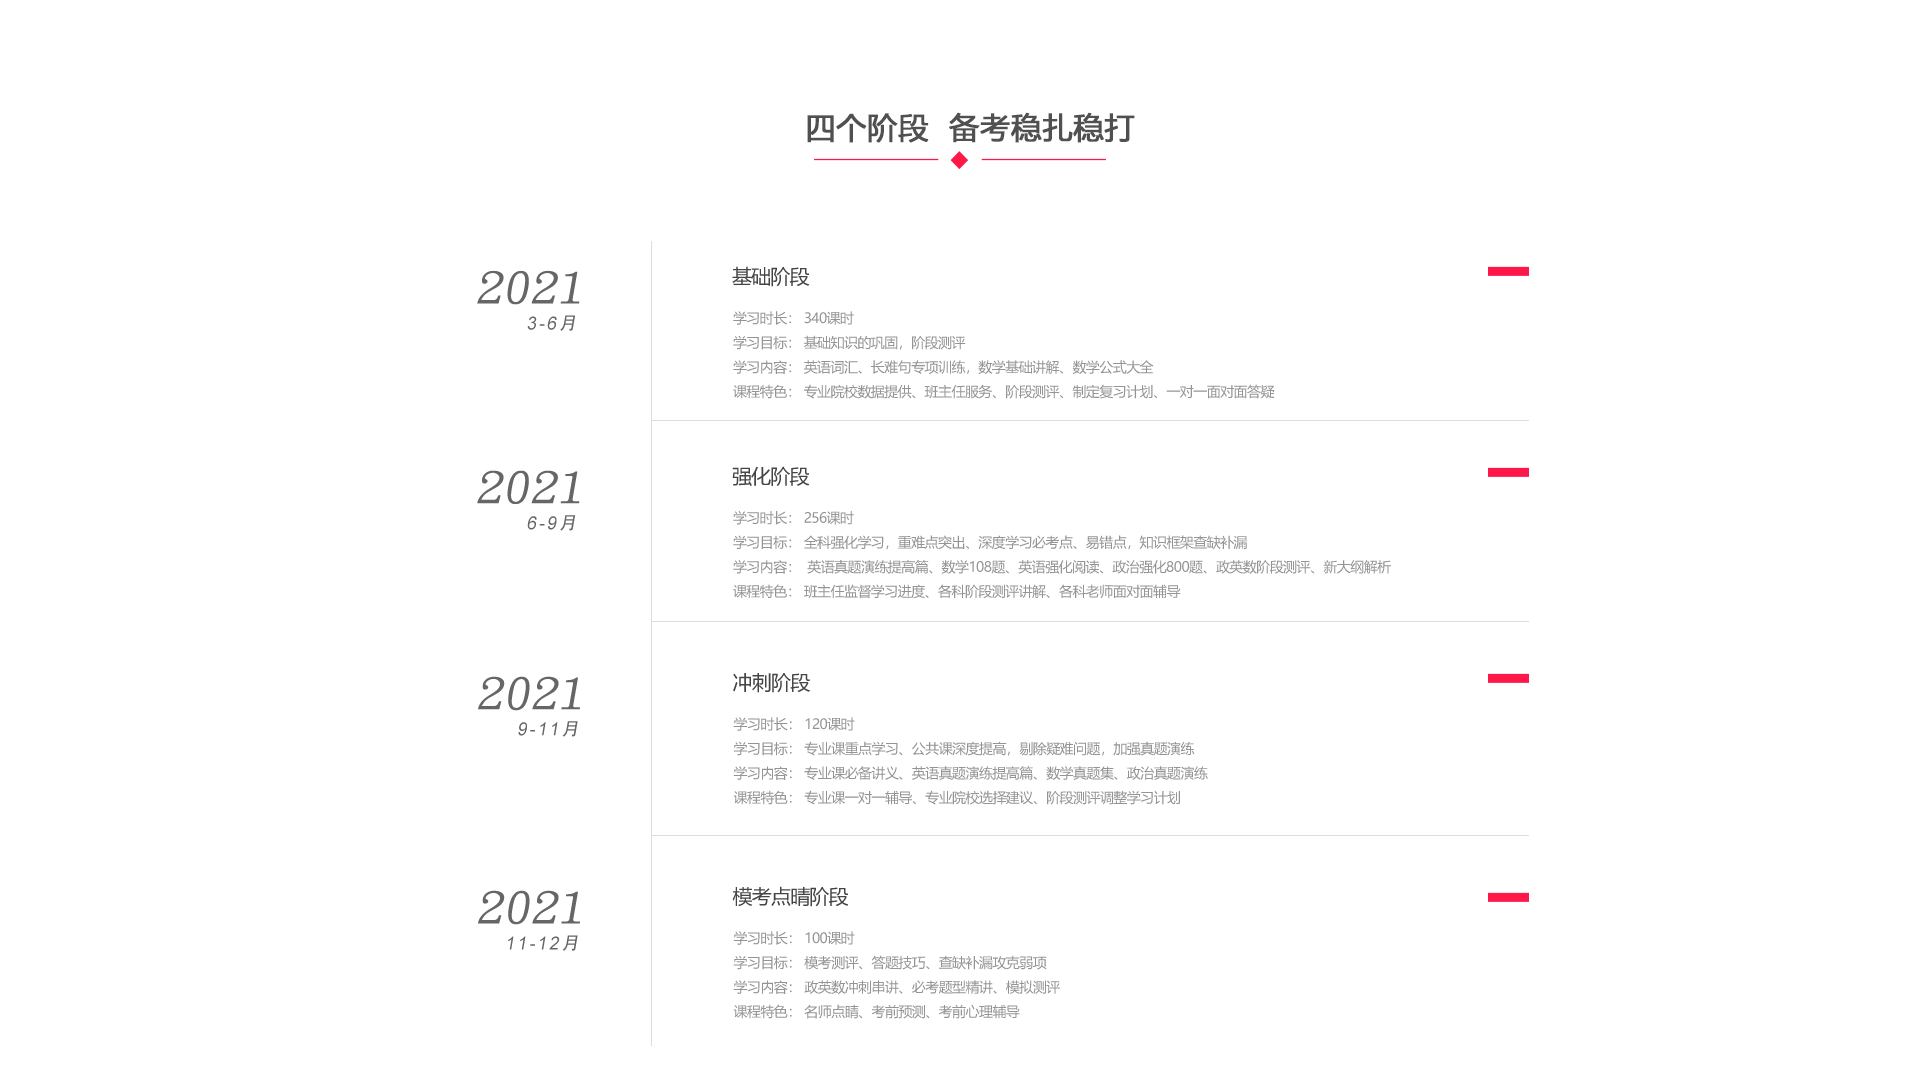 四个阶段 备考稳扎稳打
2021
3-6月
基础阶段
学习时长： 340课时
学习目标： 基础知识的巩固，阶段测评
学习内容： 英语词汇、长难句专项训练，数学基础讲解、数学公式大全
课程特色： 专业院校数据提供、班主任服务、阶段测评、制定复习计划、一对一面对面答疑
2021
6-9月
强化阶段
学习时长： 256课时
学习目标： 全科强化学习，重难点突出、深度学习必考点、易错点，知识框架查缺补漏
学习内容： 英语真题演练提高篇、数学108题、英语强化阅读、政治强化800题、政英数阶段测评、新大纲解析
课程特色： 班主任监督学习进度、各科阶段测评讲解、各科老师面对面辅导
2021
9-11月
冲刺阶段
学习时长： 120课时
学习目标： 专业课重点学习、公共课深度提高，剔除疑难问题，加强真题演练
学习内容： 专业课必备讲义、英语真题演练提高篇、数学真题集、政治真题演练
课程特色： 专业课一对一辅导、专业院校选择建议、阶段测评调整学习计划
2021
11-12月
模考点晴阶段
学习时长： 100课时
学习目标： 模考测评、答题技巧、查缺补漏攻克弱项
学习内容： 政英数冲刺串讲、必考题型精讲、模拟测评
课程特色： 名师点睛、考前预测、考前心理辅导